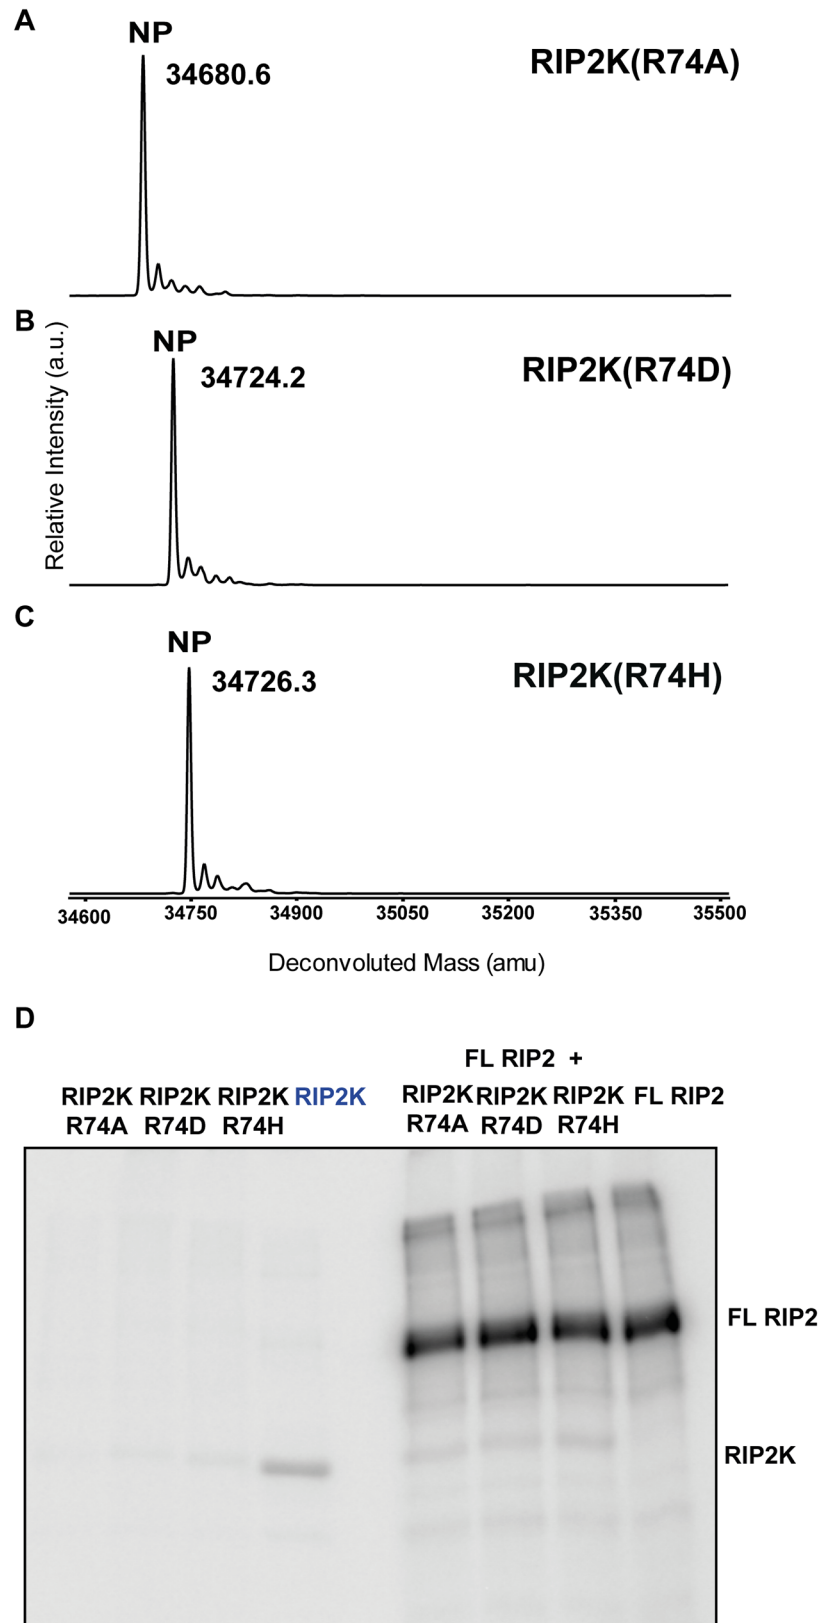 A
NP
34680.6
RIP2K(R74A)
B
NP
34724.2
RIP2K(R74D)
Relative Intensity (a.u.)
C
NP
34726.3
RIP2K(R74H)
34600 34750 34900 35050 35200 35350 35500
Deconvoluted Mass (amu)
D
FL RIP2 +
RIP2K RIP2K RIP2K RIP2K RIP2K RIP2K RIP2K FL RIP2
R74A R74D R74H R74A R74D R74H
FL RIP2
RIP2K